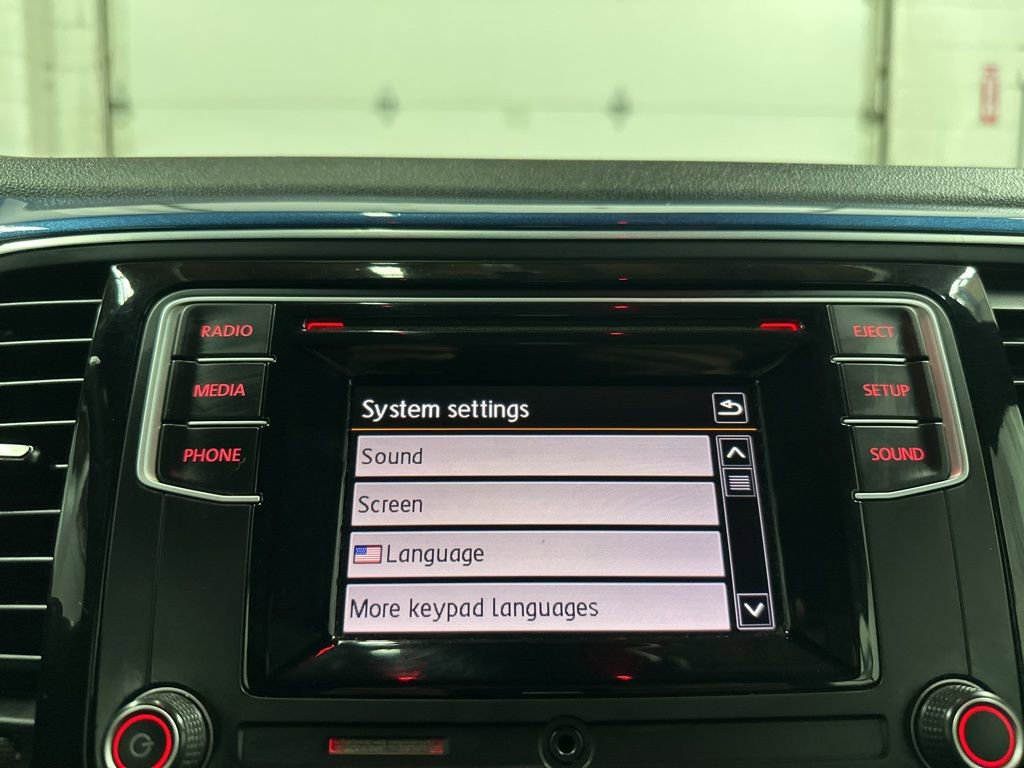 RADIO
MEDIA
PHONE
EJECT
SETUP
SOUND
System settings
Sound
Screen
Language
More keypad languages